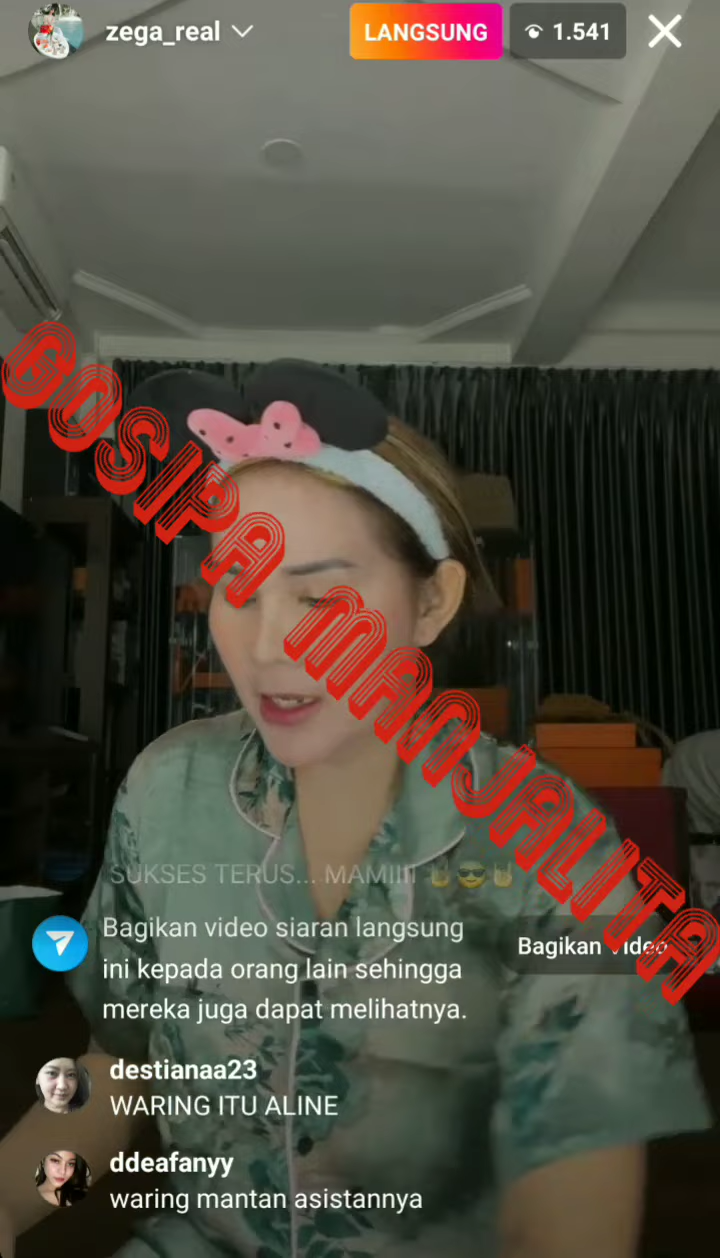 zega_real
LANGSUNG
1.541
GOSIPA MANJALITA
SUKSES TERUS... MAMIIII 🤘😎🤘
Bagikan video siaran langsung
ini kepada orang lain sehingga
mereka juga dapat melihatnya.
Bagikan video
destianaa23
WARING ITU ALINE
ddeafanyy
waring mantan asistannya